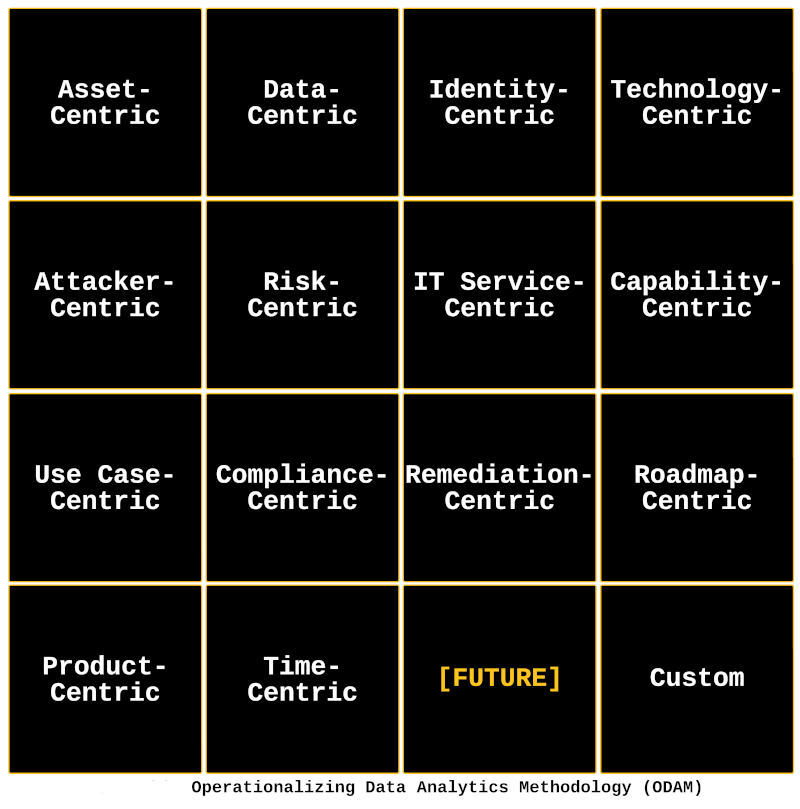 Asset-
Centric
Data-
Centric
Identity-
Centric
Technology-
Centric
Attacker-
Centric
Risk-
Centric
IT Service-
Centric
Capability-
Centric
Use Case-
Centric
Compliance-
Centric
Remediation-
Centric
Roadmap-
Centric
Product-
Centric
Time-
Centric
[FUTURE]
Custom
Operationalizing Data Analytics Methodology (ODAM)